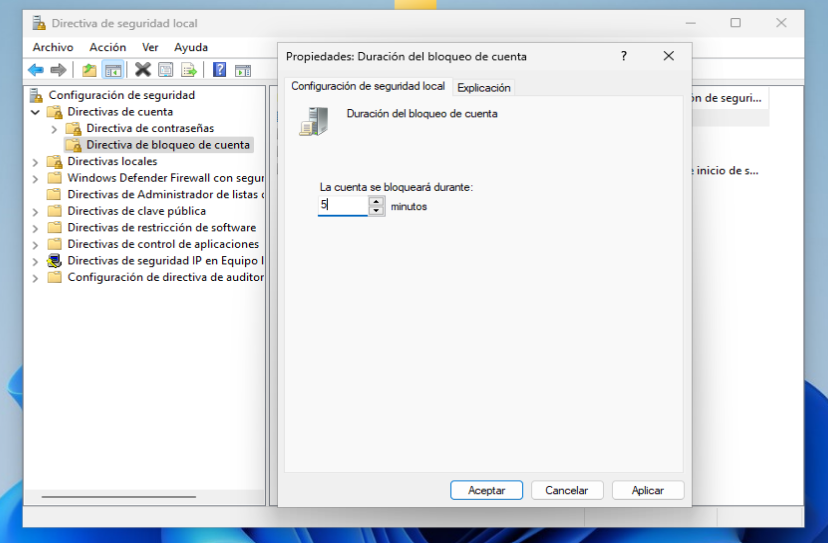 Directiva de seguridad local
Archivo Acción Ver Ayuda
Configuración de seguridad
Directivas de cuenta
Directiva de contraseñas
Directiva de bloqueo de cuenta
Directivas locales
Windows Defender Firewall con segur
Directivas de Administrador de listas
Directivas de clave pública
Directivas de restricción de software
Directivas de control de aplicaciones
Directivas de seguridad IP en Equipo l
Configuración de directiva de auditor
Propiedades: Duración del bloqueo de cuenta
?
Configuración de seguridad local Explicación
Duración del bloqueo de cuenta
La cuenta se bloqueará durante:
5 minutos
Aceptar Cancelar Aplicar
ón de seguri...
inicio de s...